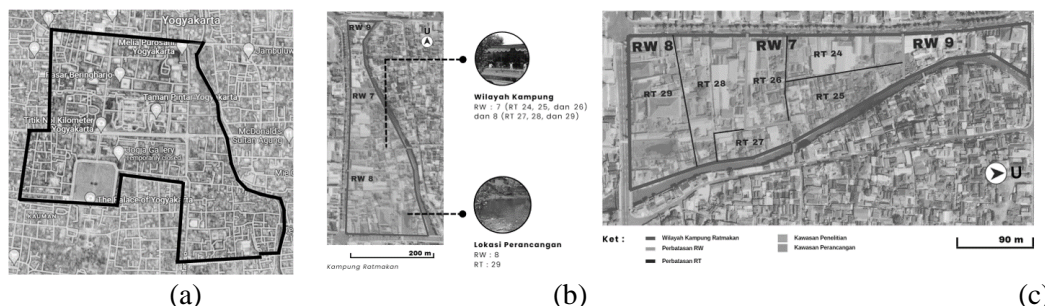 Yogyakarta
Melia Purosani
Yogyakarta
Pasar Beringharjo
Taman Pintar Yogyakarta
Titik Nol Kilometer
Yogyakarta
McDonald's
Sultan Agung
Gallery
The Palace of Yogyakarta
KAUMAN
RW 9
U
RW 7
RW 8
200 m
Kampung Ratmakan
Wilayah Kampung
RW : 7 (RT 24, 25, dan 26)
dan 8 (RT 27, 28, dan 29)
Lokasi Perancangan
RW : 8
RT : 29
RW 8
RW 7
RW 9
RT 24
RT 29
RT 28
RT 26
RT 25
RT 27
U
Ket :
Wilayah Kampung Ratmakan
Perbatasan RW
Perbatasan RT
Kawasan Penelitian
Kawasan Perancangan
90 m
(a)
(b)
(c)